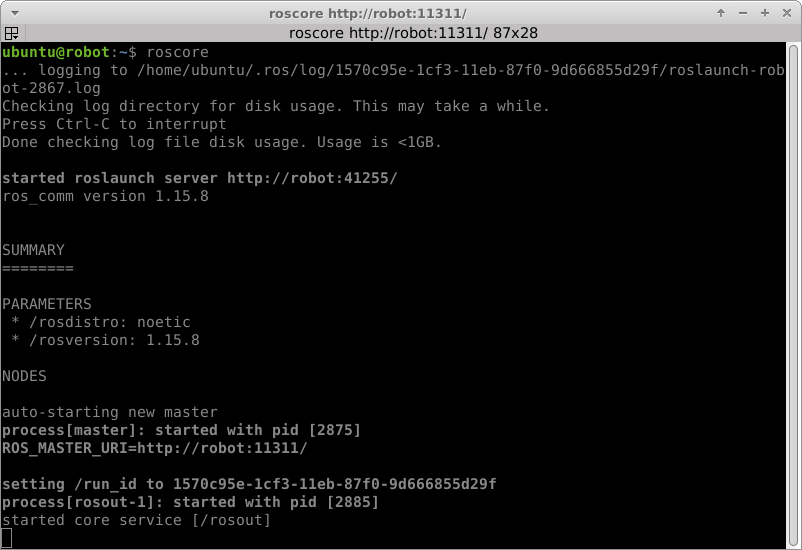 roscore http://robot:11311/
roscore http://robot:11311/ 87x28
ubuntu@robot:~$ roscore
... logging to /home/ubuntu/.ros/log/1570c95e-1cf3-11eb-87f0-9d666855d29f/roslaunch-rob
ot-2867.log
Checking log directory for disk usage. This may take a while.
Press Ctrl-C to interrupt
Done checking log file disk usage. Usage is <1GB.
started roslaunch server http://robot:41255/
ros_comm version 1.15.8
SUMMARY
========
PARAMETERS
 * /rosdistro: noetic
 * /rosversion: 1.15.8
NODES
auto-starting new master
process[master]: started with pid [2875]
ROS_MASTER_URI=http://robot:11311/
setting /run_id to 1570c95e-1cf3-11eb-87f0-9d666855d29f
process[rosout-1]: started with pid [2885]
started core service [/rosout]